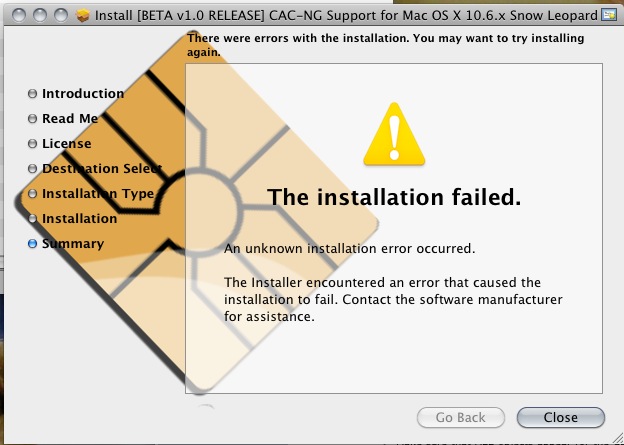 Install [BETA v1.0 RELEASE] CAC-NG Support for Mac OS X 10.6.x Snow Leopard
There were errors with the installation. You may want to try installing
again.
Introduction
Read Me
License
Destination Select
Installation Type
Installation
Summary
The installation failed.
An unknown installation error occurred.
The Installer encountered an error that caused the
installation to fail. Contact the software manufacturer
for assistance.
Go Back
Close